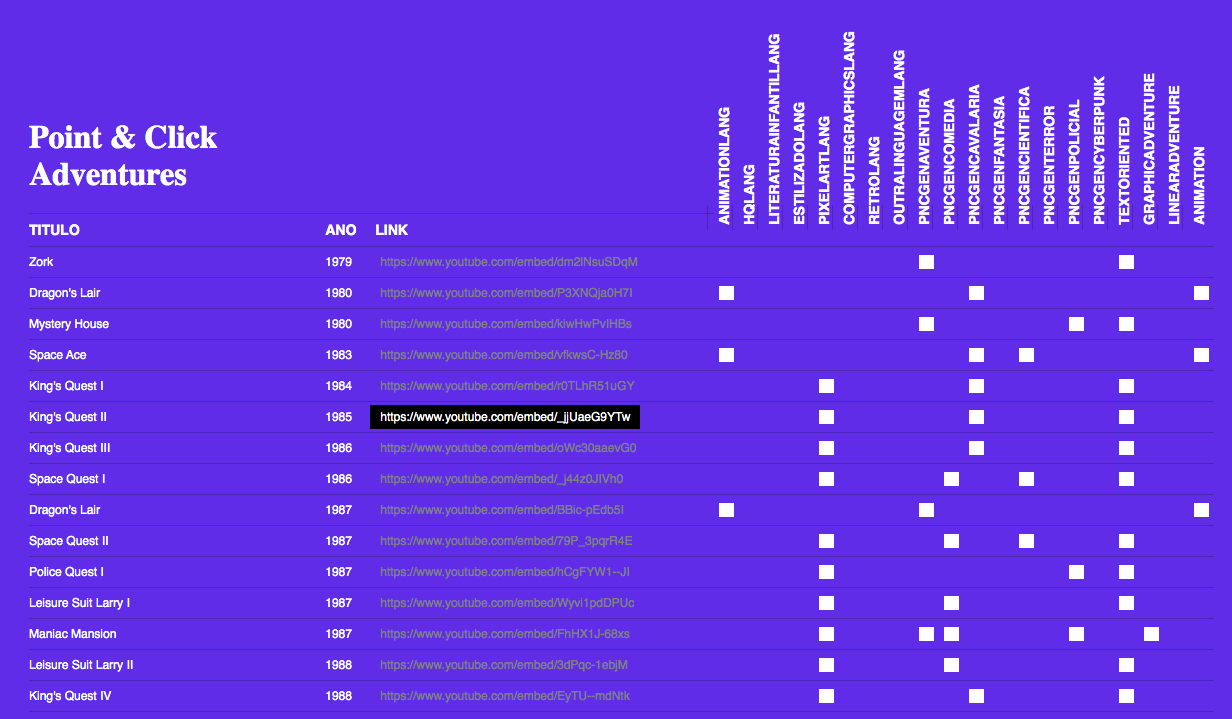 Point & Click
Adventures
ANIMATIONLANG
HQLANG
LITERATURAINFANTILLANG
ESTILIZADOLANG
PIXELARTLANG
COMPUTERGRAPHICSLANG
RETROLANG
OUTRALINGUAGEMLANG
PNCGENAVENTURA
PNCGENCOMEDIA
PNCGENCAVALARIA
PNCGENFANTASIA
PNCGENCIENTIFICA
PNCGENTERROR
PNCGENPOLICIAL
PNCGENCYBERPUNK
TEXTORIENTED
GRAPHICADVENTURE
LINEARADVENTURE
ANIMATION
TITULO ANO LINK
Zork 1979 https://www.youtube.com/embed/dm2lNsuSDqM
Dragon's Lair 1980 https://www.youtube.com/embed/P3XNQja0H7I
Mystery House 1980 https://www.youtube.com/embed/kiwHwPvIHBs
Space Ace 1983 https://www.youtube.com/embed/vfkwsC-Hz80
King's Quest I 1984 https://www.youtube.com/embed/r0TLhR51uGY
King's Quest II 1985 https://www.youtube.com/embed/_jjUaeG9YTw
King's Quest III 1986 https://www.youtube.com/embed/oWc30aaevG0
Space Quest I 1986 https://www.youtube.com/embed/_j44z0JIVh0
Dragon's Lair 1987 https://www.youtube.com/embed/BBic-pEdb5I
Space Quest II 1987 https://www.youtube.com/embed/79P_3pqrR4E
Police Quest I 1987 https://www.youtube.com/embed/hCgFYW1--JI
Leisure Suit Larry I 1987 https://www.youtube.com/embed/Wyvi1pdDPUc
Maniac Mansion 1987 https://www.youtube.com/embed/FhHX1J-68xs
Leisure Suit Larry II 1988 https://www.youtube.com/embed/3dPqc-1ebjM
King's Quest IV 1988 https://www.youtube.com/embed/EyTU--mdNtk